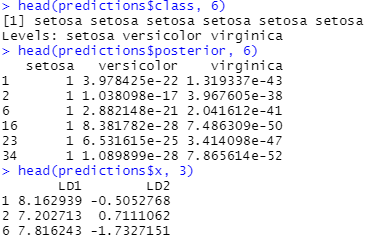 > head(predictions$class, 6)
[1] setosa setosa setosa setosa setosa setosa
Levels: setosa versicolor virginica
> head(predictions$posterior, 6)
   setosa   versicolor    virginica
1       1 3.978425e-22 1.319337e-43
2       1 1.038098e-17 3.967605e-38
6       1 2.882148e-21 2.041612e-41
16      1 8.381782e-28 7.486309e-50
23      1 6.531625e-25 3.414098e-47
34      1 1.089899e-28 7.865614e-52
> head(predictions$x, 3)
       LD1        LD2
1 8.162939 -0.5052768
2 7.202713  0.7111062
6 7.816243 -1.7327151